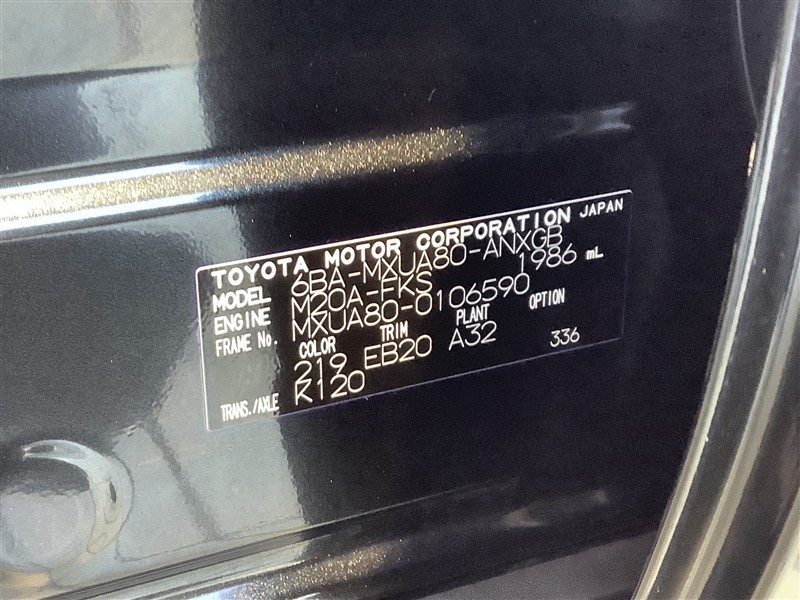 TOYOTA MOTOR CORPORATION JAPAN
MODEL 6BA-MXUA80-ANXGB
ENGINE M20A-FKS 1986 mL
FRAME No. MXUA80-0106590
COLOR TRIM PLANT OPTION
219 EB20 A32 336
TRANS./AXLE K120